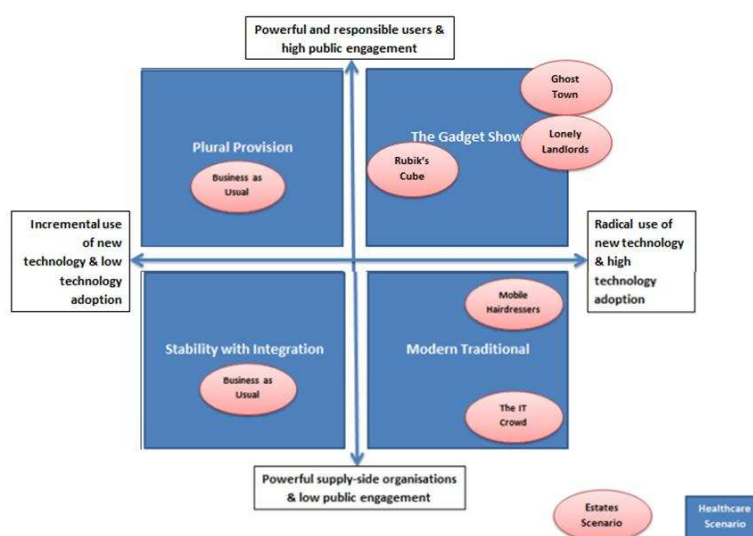 Powerful and responsible users &
high public engagement
Ghost
Town
The Gadget Show
Lonely
Landlords
Plural Provision
Rubik's
Cube
Business as
Usual
Incremental use
of new
technology & low
technology
adoption
Radical use of
new technology
& high
technology
adoption
Mobile
Hairdressers
Stability with Integration
Modern Traditional
Business as
Usual
The IT
Crowd
Powerful supply-side organisations
& low public engagement
Estates
Scenario
Healthcare
Scenario